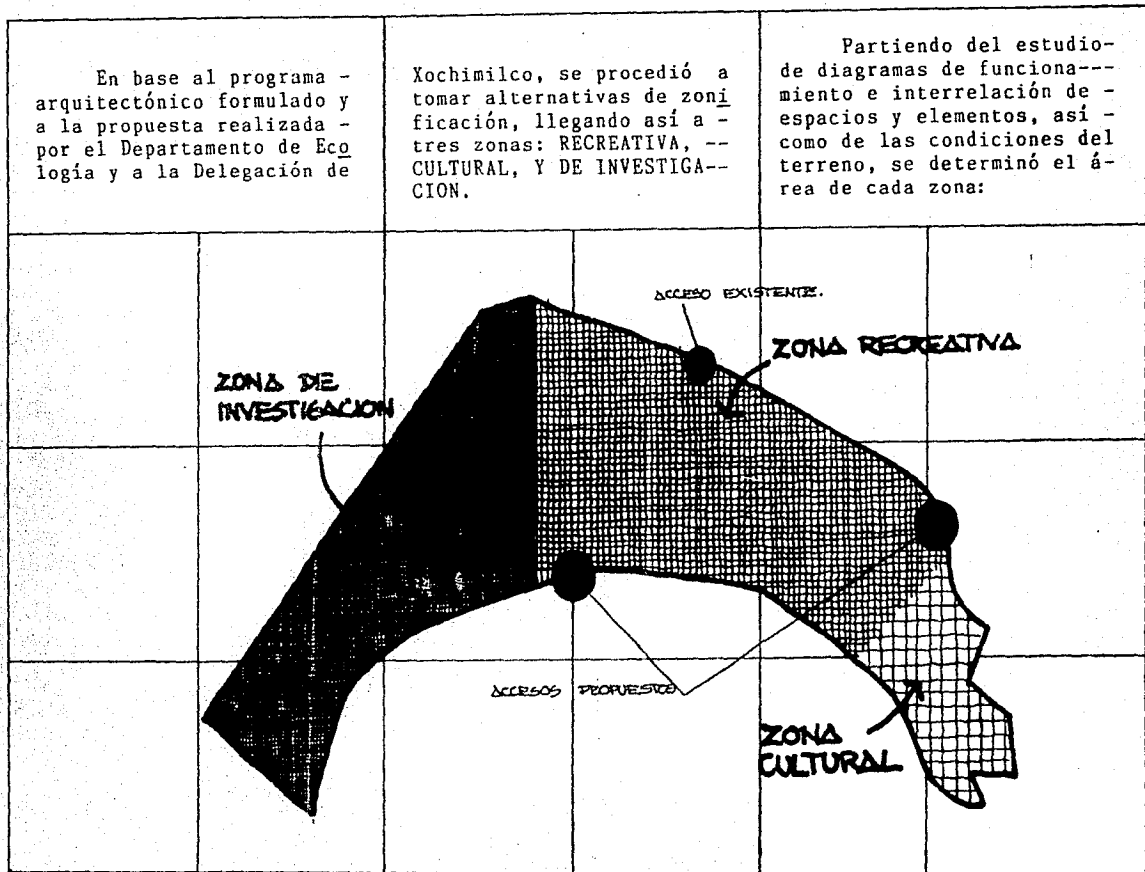 En base al programa -
arquitectónico formulado y
a la propuesta realizada -
por el Departamento de Eco
logía y a la Delegación de
Xochimilco, se procedió a
tomar alternativas de zoni
ficación, llegando así a -
tres zonas: RECREATIVA, --
CULTURAL, Y DE INVESTIGA--
CION.
Partiendo del estudio-
de diagramas de funciona---
miento e interrelación de -
espacios y elementos, así -
como de las condiciones del
terreno, se determinó el á-
rea de cada zona:
ACCESO EXISTENTE.
ZONA RECREATIVA
ZONA DE
INVESTIGACION
ACCESOS PROPUESTOS
ZONA
CULTURAL